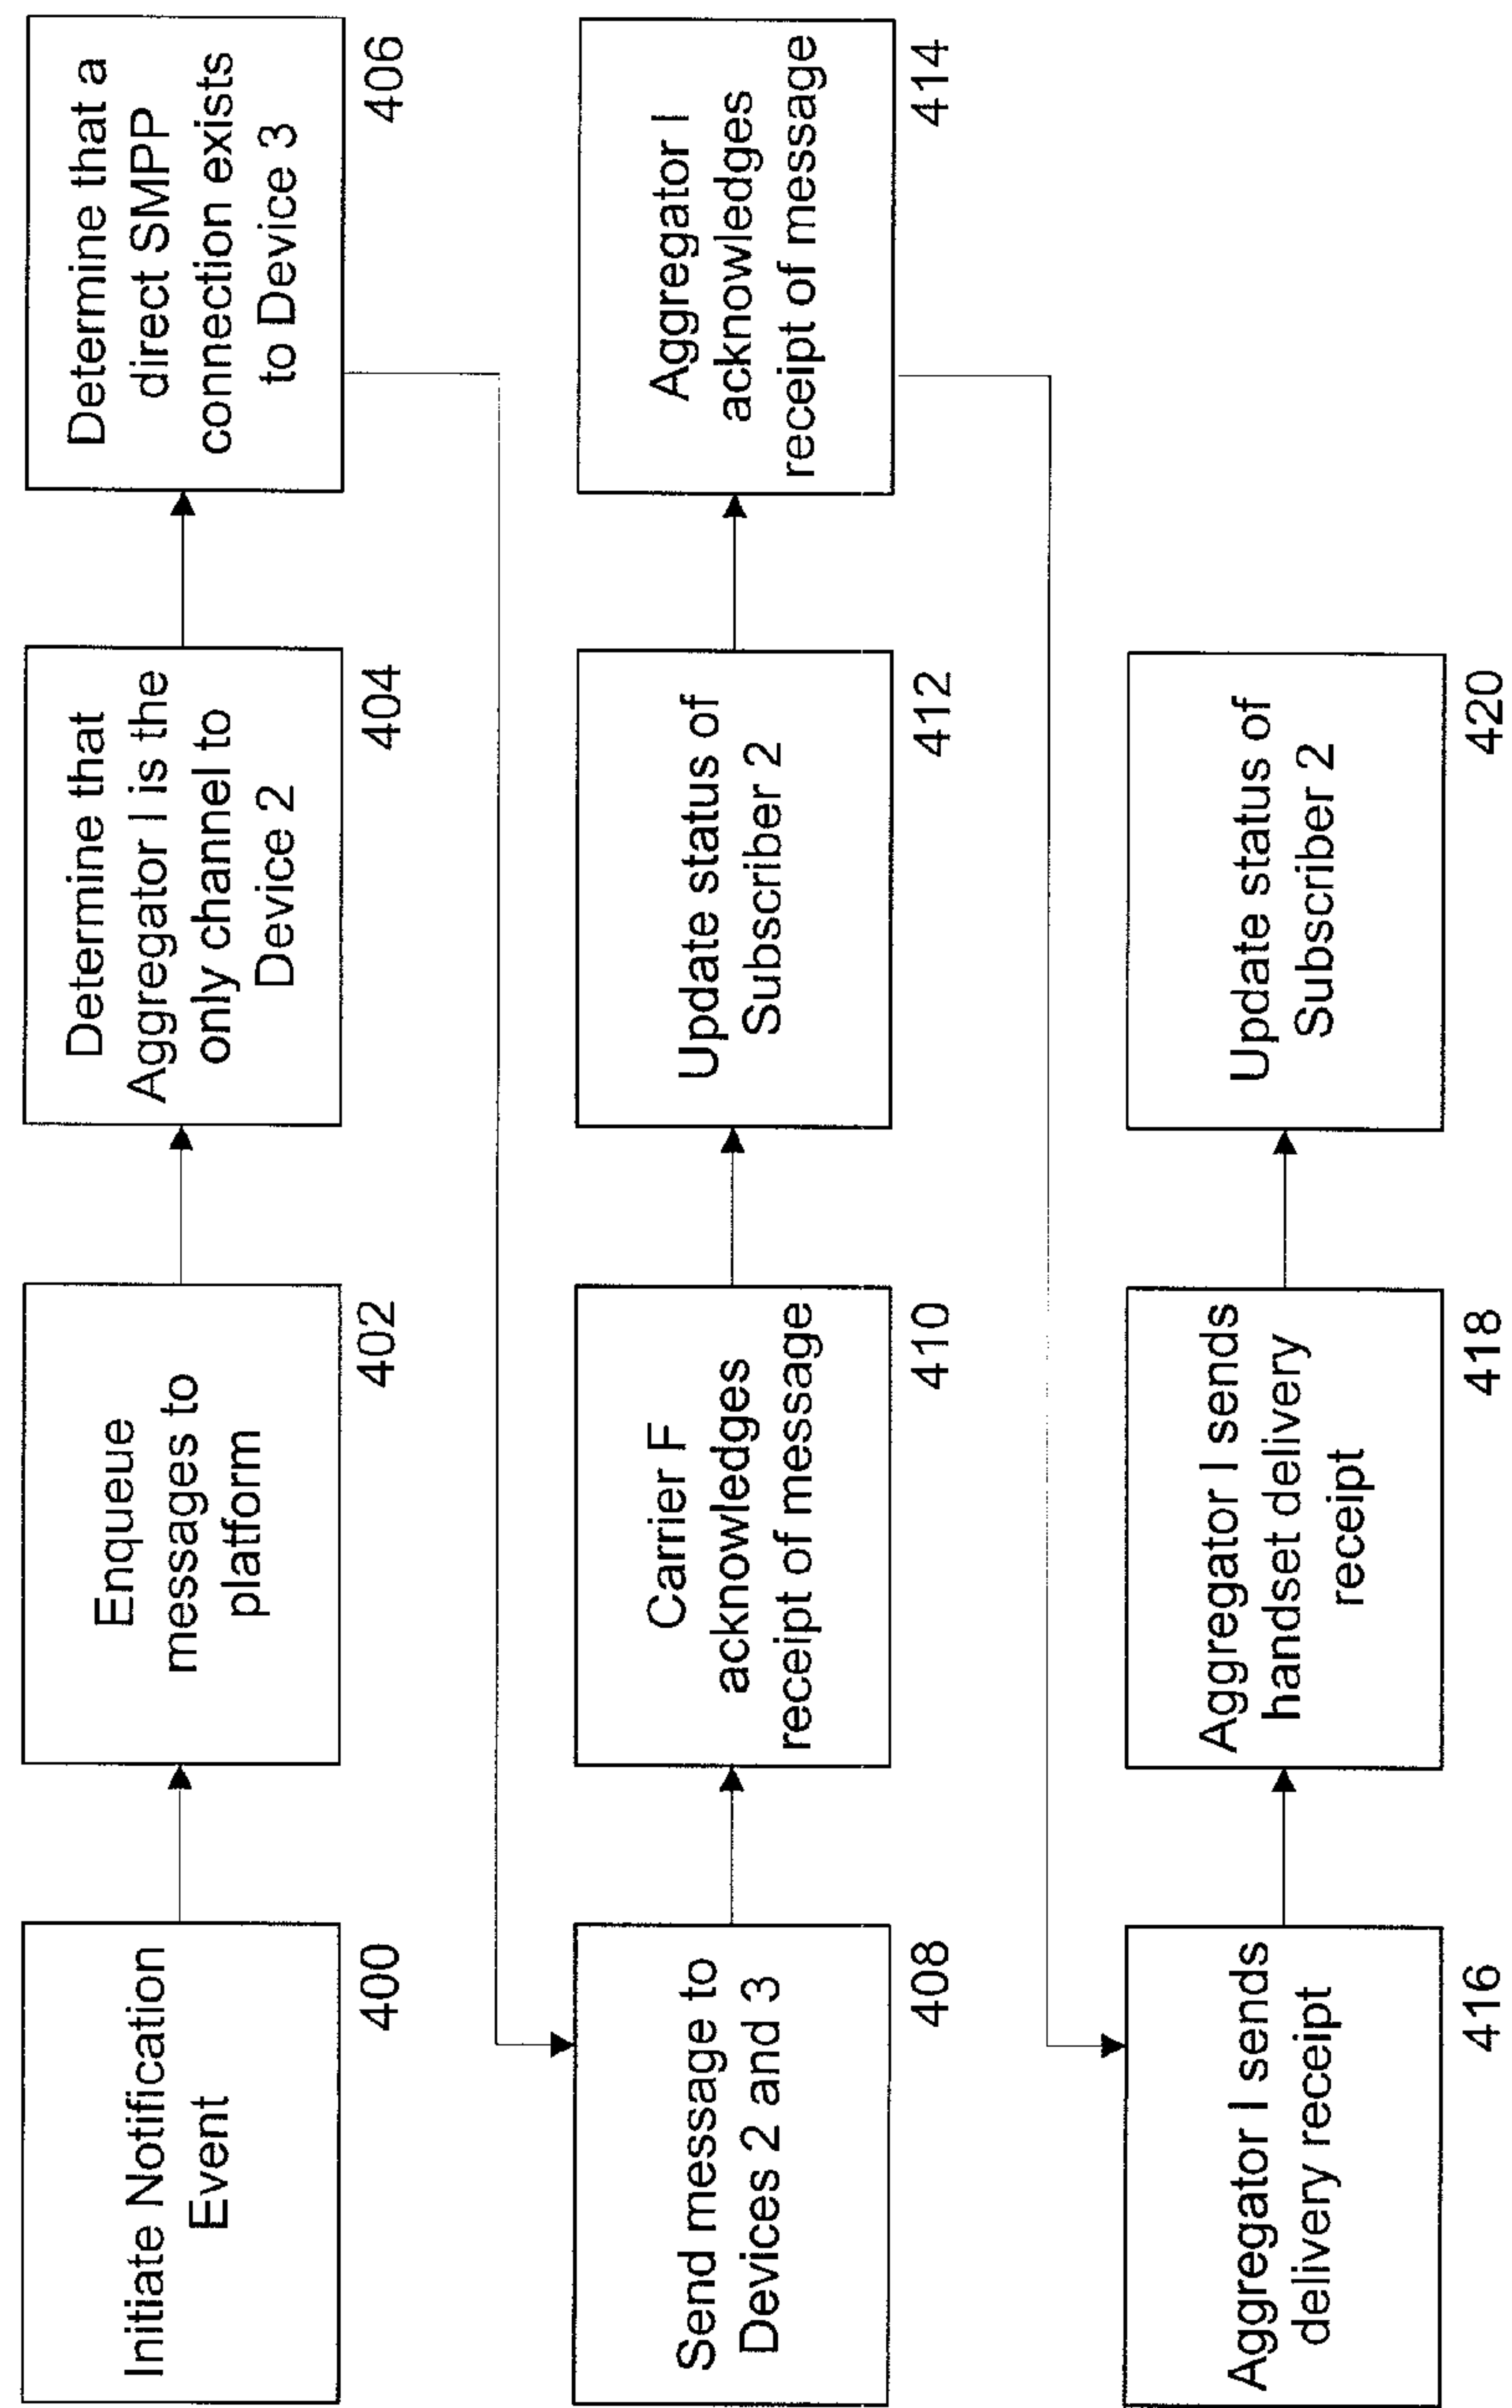 Initiate Notification
Event
400
Enqueue
messages to
platform
402
Determine that
Aggregator I is the
only channel to
Device 2
404
Determine that a
direct SMPP
connection exists
to Device 3
406
Send message to
Devices 2 and 3
408
Carrier F
acknowledges
receipt of message
410
Update status of
Subscriber 2
412
Aggregator I
acknowledges
receipt of message
414
Aggregator I sends
delivery receipt
416
Aggregator I sends
handset delivery
receipt
418
Update status of
Subscriber 2
420